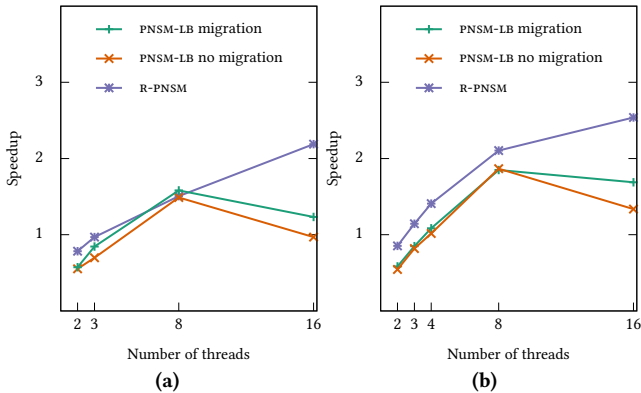 PNSM-LB migration
PNSM-LB no migration
R-PNSM
3
2
1
Speedup
2 3 8 16
Number of threads
(a)
PNSM-LB migration
PNSM-LB no migration
R-PNSM
3
2
1
Speedup
2 3 4 8 16
Number of threads
(b)